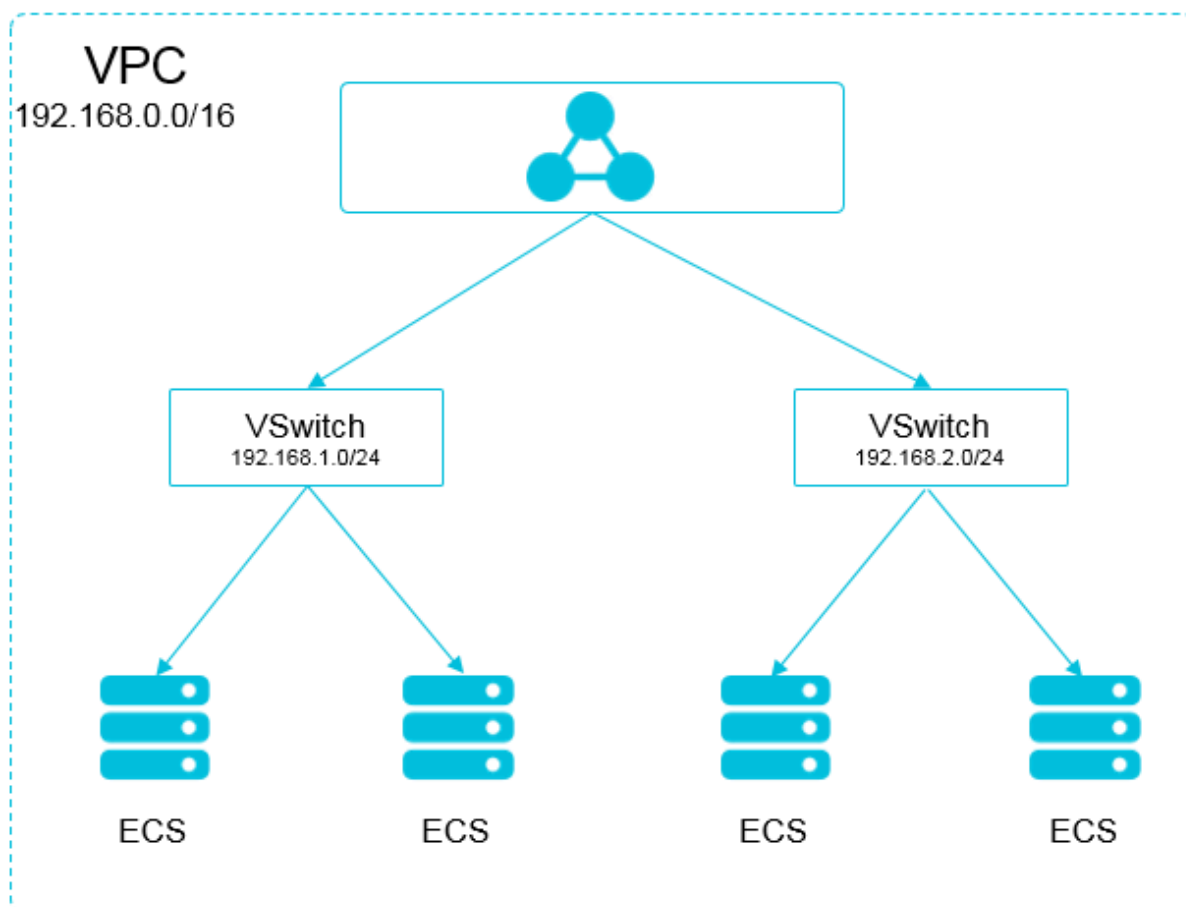 VPC
192.168.0.0/16
VSwitch
192.168.1.0/24
VSwitch
192.168.2.0/24
ECS
ECS
ECS
ECS